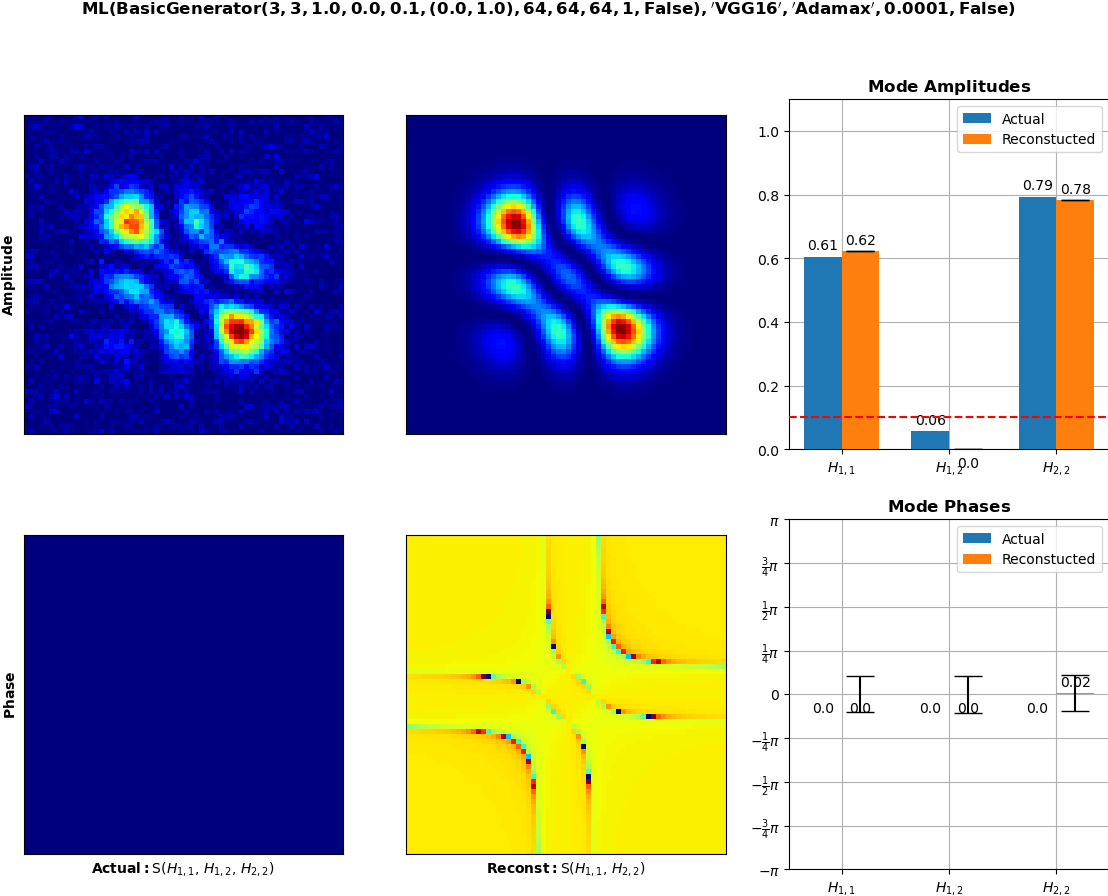 ML(BasicGenerator(3, 3, 1.0, 0.0, 0.1, (0.0, 1.0), 64, 64, 64, 1, False), ′VGG16′, ′Adamax′, 0.0001, False)
Mode Amplitudes
Amplitude
Actual
Reconstucted
1.0
0.8
0.6
0.4
0.2
0.0
0.61
0.62
0.06
0.0
0.79
0.78
H1,1
H1,2
H2,2
Mode Phases
Phase
Actual
Reconstucted
π
3/4π
1/2π
1/4π
0
−1/4π
−1/2π
−3/4π
−π
0.0
0.0
0.0
0.0
0.0
0.02
H1,1
H1,2
H2,2
Actual: S(H1,1, H1,2, H2,2)
Reconst: S(H1,1, H2,2)